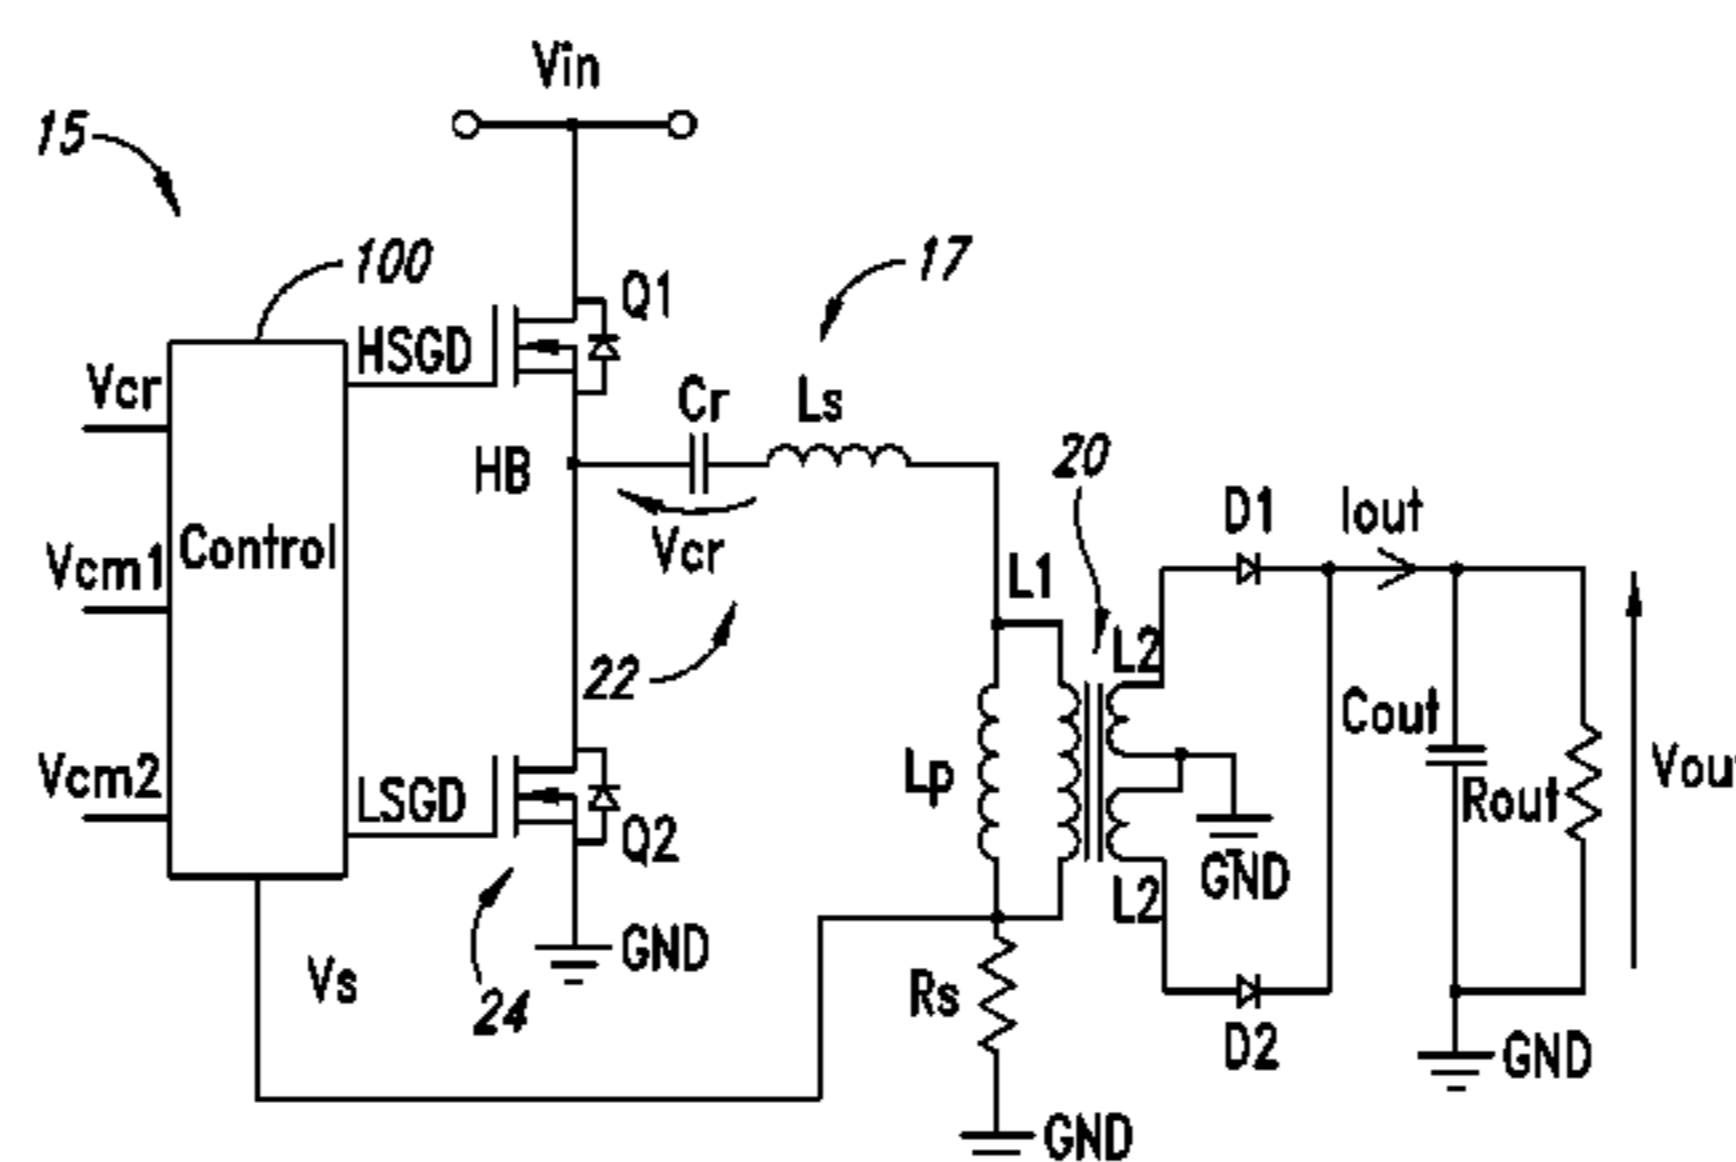 Vin
15
100
17
HSGD
Q1
Vcr
Cr
Ls
HB
20
Control
Vcr
D1
Iout
Vcm1
L1
22
L2
Cout
Lp
Vout
Vcm2
LSGD
Rout
Q2
GND
L2
GND
Vs
24
Rs
D2
GND
GND